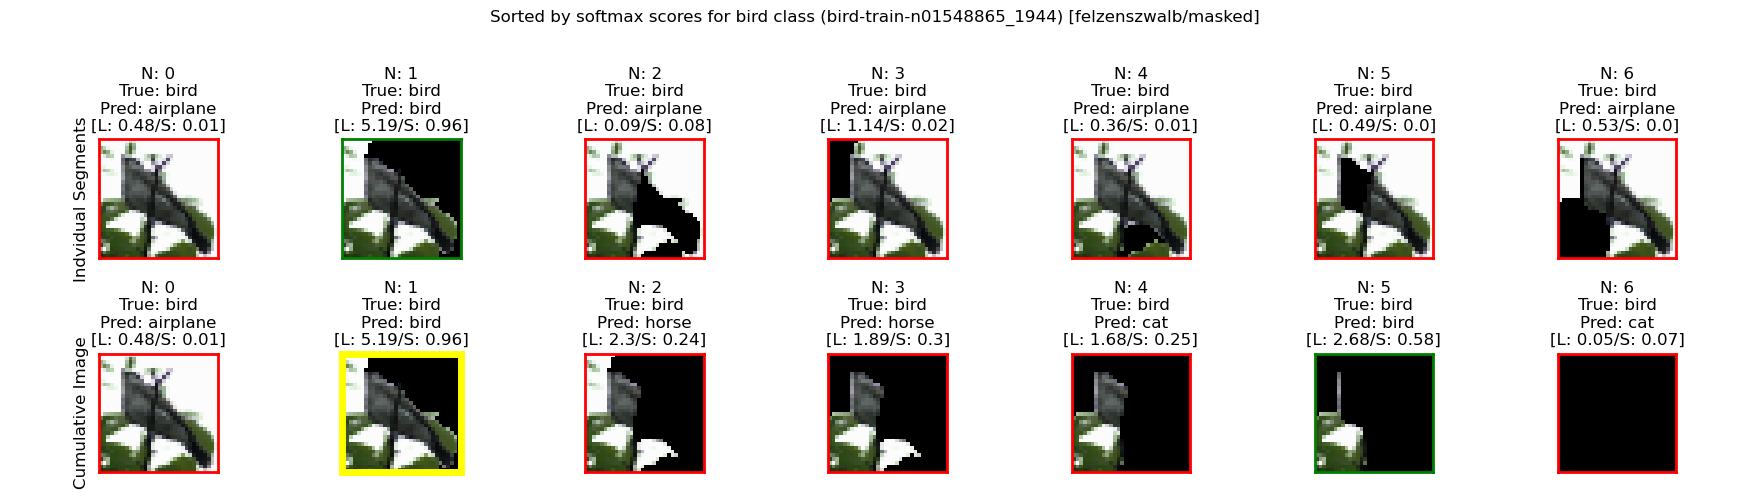 Sorted by softmax scores for bird class (bird-train-n01548865_1944) [felzenszwalb/masked]
Indvidual Segments
N: 0
True: bird
Pred: airplane
[L: 0.48/S: 0.01]
N: 1
True: bird
Pred: bird
[L: 5.19/S: 0.96]
N: 2
True: bird
Pred: airplane
[L: 0.09/S: 0.08]
N: 3
True: bird
Pred: airplane
[L: 1.14/S: 0.02]
N: 4
True: bird
Pred: airplane
[L: 0.36/S: 0.01]
N: 5
True: bird
Pred: airplane
[L: 0.49/S: 0.0]
N: 6
True: bird
Pred: airplane
[L: 0.53/S: 0.0]
Cumulative Image
N: 0
True: bird
Pred: airplane
[L: 0.48/S: 0.01]
N: 1
True: bird
Pred: bird
[L: 5.19/S: 0.96]
N: 2
True: bird
Pred: horse
[L: 2.3/S: 0.24]
N: 3
True: bird
Pred: horse
[L: 1.89/S: 0.3]
N: 4
True: bird
Pred: cat
[L: 1.68/S: 0.25]
N: 5
True: bird
Pred: bird
[L: 2.68/S: 0.58]
N: 6
True: bird
Pred: cat
[L: 0.05/S: 0.07]